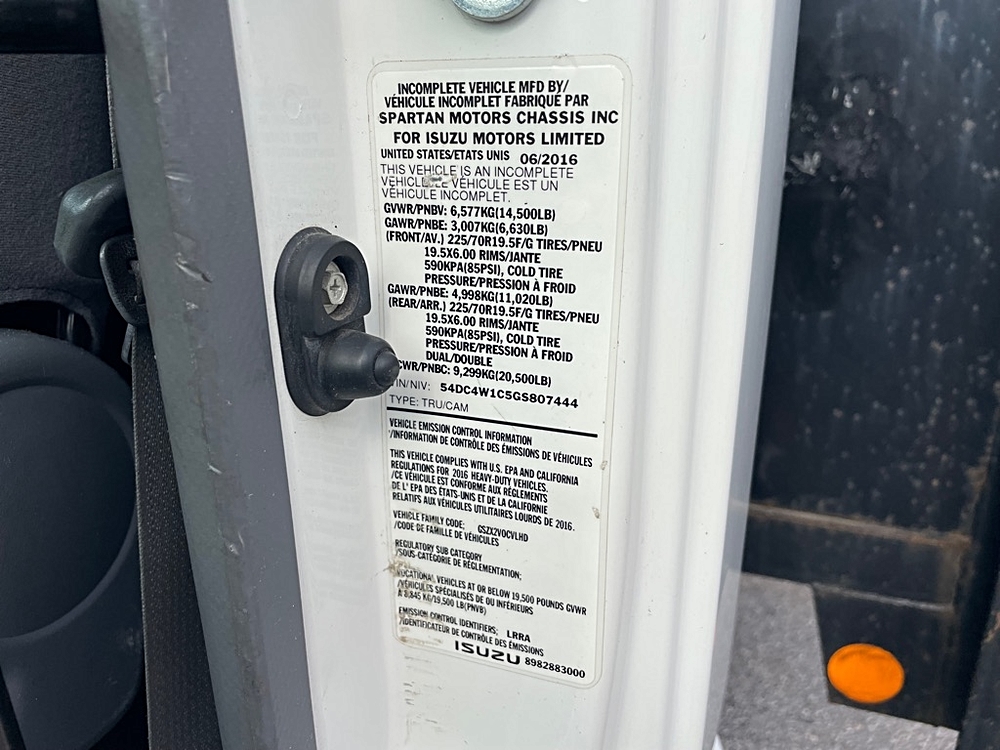 INCOMPLETE VEHICLE MFD BY/
VÉHICULE INCOMPLET FABRIQUÉ PAR
SPARTAN MOTORS CHASSIS INC
FOR ISUZU MOTORS LIMITED
UNITED STATES/ETATS UNIS 06/2016
THIS VEHICLE IS AN INCOMPLETE
VEHICLE VÉHICULE EST UN
VÉHICULE INCOMPLET.
GVWR/PNBV: 6,577KG(14,500LB)
GAWR/PNBE: 3,007KG(6,630LB)
(FRONT/AV.) 225/70R19.5F/G TIRES/PNEU
19.5X6.00 RIMS/JANTE
590KPA(85PSI), COLD TIRE
PRESSURE/PRESSION À FROID
GAWR/PNBE: 4,998KG(11,020LB)
(REAR/ARR.) 225/70R19.5F/G TIRES/PNEU
19.5X6.00 RIMS/JANTE
590KPA(85PSI), COLD TIRE
PRESSURE/PRESSION À FROID
DUAL/DOUBLE
CWR/PNBC: 9,299KG(20,500LB)
IN/NIV: 54DC4W1C5GS807444
TYPE: TRU/CAM
VEHICLE EMISSION CONTROL INFORMATION
/INFORMATION DE CONTRÔLE DES ÉMISSIONS DE VÉHICULES
THIS VEHICLE COMPLIES WITH U.S. EPA AND CALIFORNIA
REGULATIONS FOR 2016 HEAVY-DUTY VEHICLES.
/CE VÉHICULE EST CONFORME AUX RÈGLEMENTS
DE L' EPA DES ÉTATS-UNIS ET DE LA CALIFORNIE
RELATIFS AUX VÉHICULES UTILITAIRES LOURDS DE 2016.
VEHICLE FAMILY CODE; GSZX2VOCVLHD
/CODE DE FAMILLE DE VÉHICULES
REGULATORY SUB CATEGORY
/SOUS-CATÉGORIE DE RÉGLEMENTATION;
VOCATIONAL VEHICLES AT OR BELOW 19,500 POUNDS GVWR
/VÉHICULES SPÉCIALISÉS DE OU INFÉRIEURS
À 8,845 KG/19,500 LB(PNVB)
EMISSION CONTROL IDENTIFIERS; LRRA
/IDENTIFICATEUR DE CONTRÔLE DES ÉMISSIONS
ISUZU 8982883000